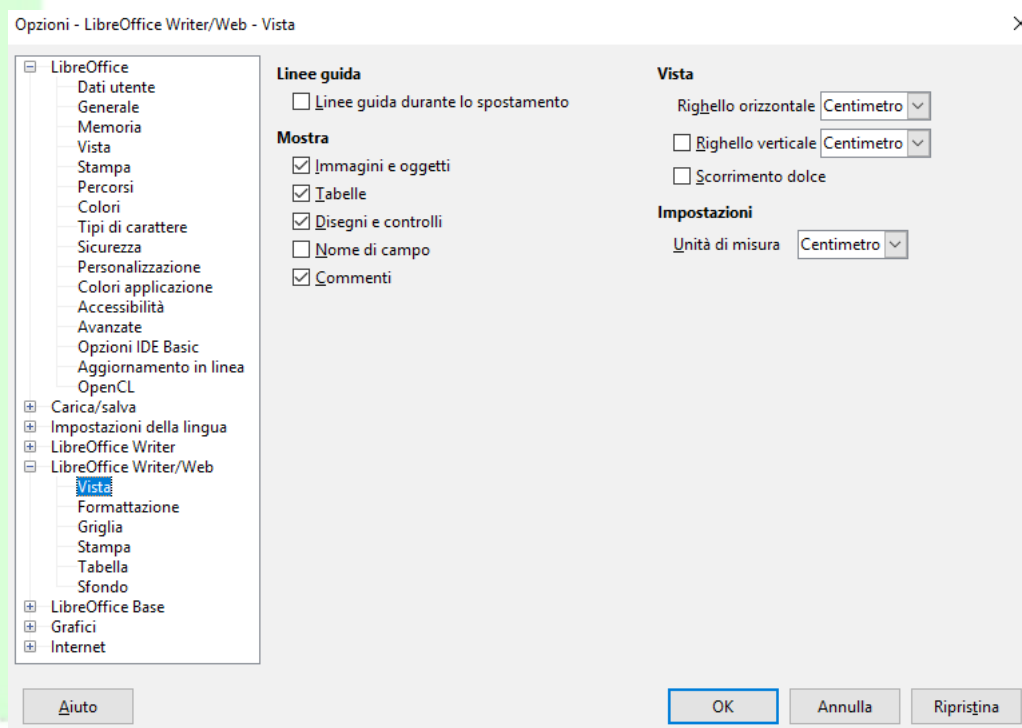 Opzioni - LibreOffice Writer/Web - Vista
LibreOffice
Dati utente
Generale
Memoria
Vista
Stampa
Percorsi
Colori
Tipi di carattere
Sicurezza
Personalizzazione
Colori applicazione
Accessibilità
Avanzate
Opzioni IDE Basic
Aggiornamento in linea
OpenCL
Carica/salva
Impostazioni della lingua
LibreOffice Writer
LibreOffice Writer/Web
Vista
Formattazione
Griglia
Stampa
Tabella
Sfondo
LibreOffice Base
Grafici
Internet
Linee guida
Linee guida durante lo spostamento
Mostra
Immagini e oggetti
Tabelle
Disegni e controlli
Nome di campo
Commenti
Vista
Righello orizzontale Centimetro
Righello verticale Centimetro
Scorrimento dolce
Impostazioni
Unità di misura Centimetro
Aiuto
OK
Annulla
Ripristina